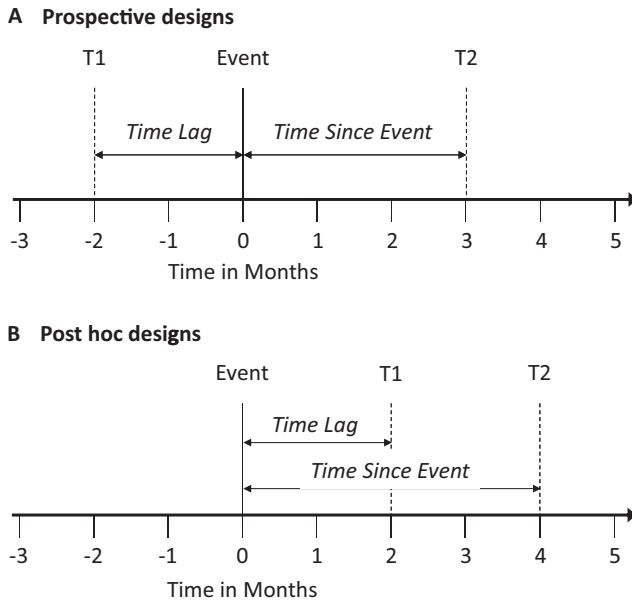 A Prospective designs
T1 Event T2
Time Lag Time Since Event
-3 -2 -1 0 1 2 3 4 5
Time in Months
B Post hoc designs
Event T1 T2
Time Lag
Time Since Event
-3 -2 -1 0 1 2 3 4 5
Time in Months